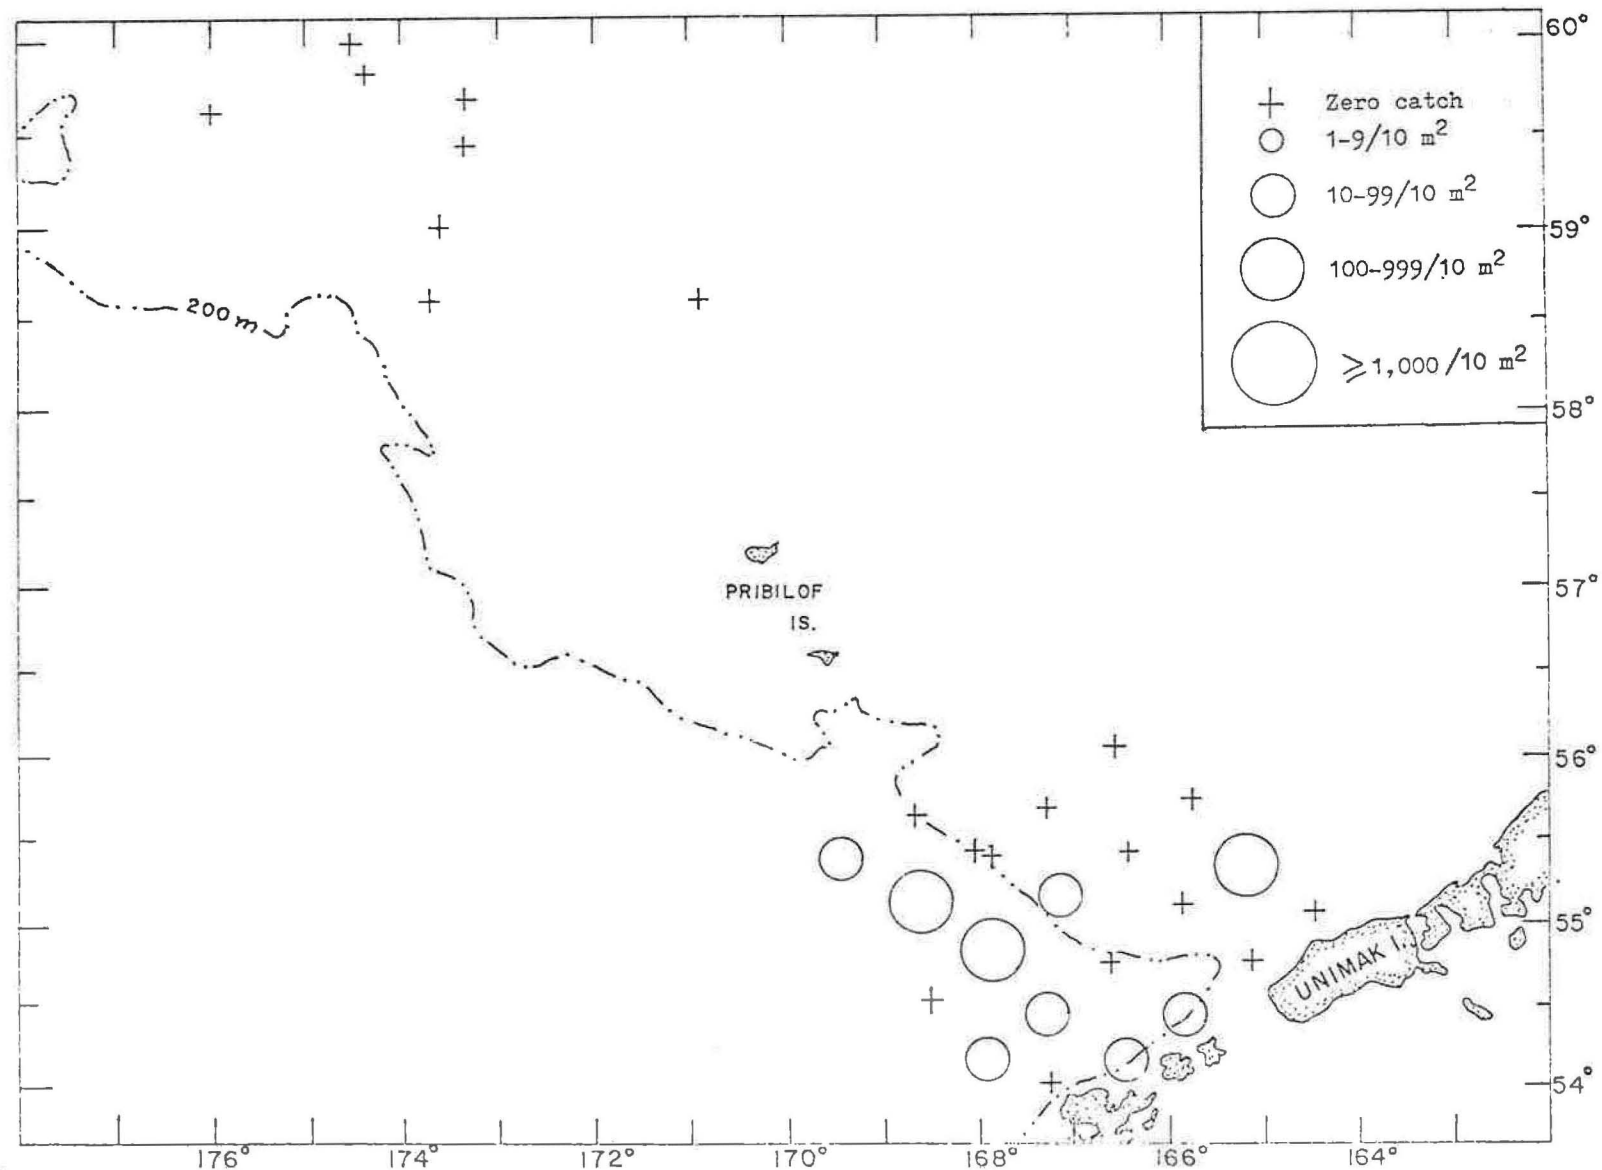 60°
+ Zero catch
1-9/10 m²
10-99/10 m²
59°
100-999/10 m²
200 m
⩾1,000/10 m²
58°
57°
PRIBILOF
IS.
56°
55°
UNIMAK I.
54°
176° 174° 172° 170° 168° 166° 164°